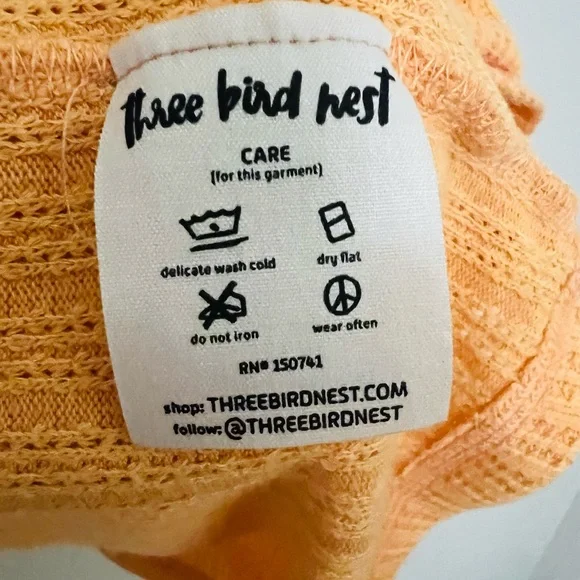 three bird nest
CARE
(for this garment)
delicate wash cold
dry flat
do not iron
wear often
RN# 150741
shop: THREEBIRDNEST.COM
follow: @THREEBIRDNEST